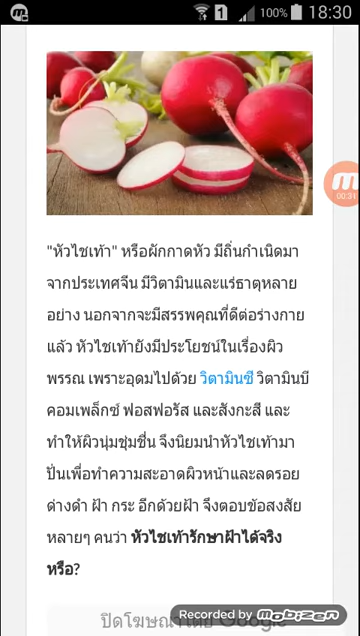 1
100%
18:30
00:31
"หัวไชเท้า" หรือผักกาดหัว มีถิ่นกำเนิดมา
จากประเทศจีน มีวิตามินและแร่ธาตุหลาย
อย่าง นอกจากจะมีสรรพคุณที่ดีต่อร่างกาย
แล้ว หัวไชเท้ายังมีประโยชน์ในเรื่องผิว
พรรณ เพราะอุดมไปด้วย วิตามินซี วิตามินบี
คอมเพล็กซ์ ฟอสฟอรัส และสังกะสี และ
ทำให้ผิวนุ่มชุ่มชื่น จึงนิยมนำหัวไชเท้ามา
ปั่นเพื่อทำความสะอาดผิวหน้าและลดรอย
ด่างดำ ฝ้า กระ อีกด้วยฝ้า จึงตอบข้อสงสัย
หลายๆ คนว่า หัวไชเท้ารักษาฝ้าได้จริง
หรือ?
ปิดโฆษณาโดย Google
Recorded by mobizen